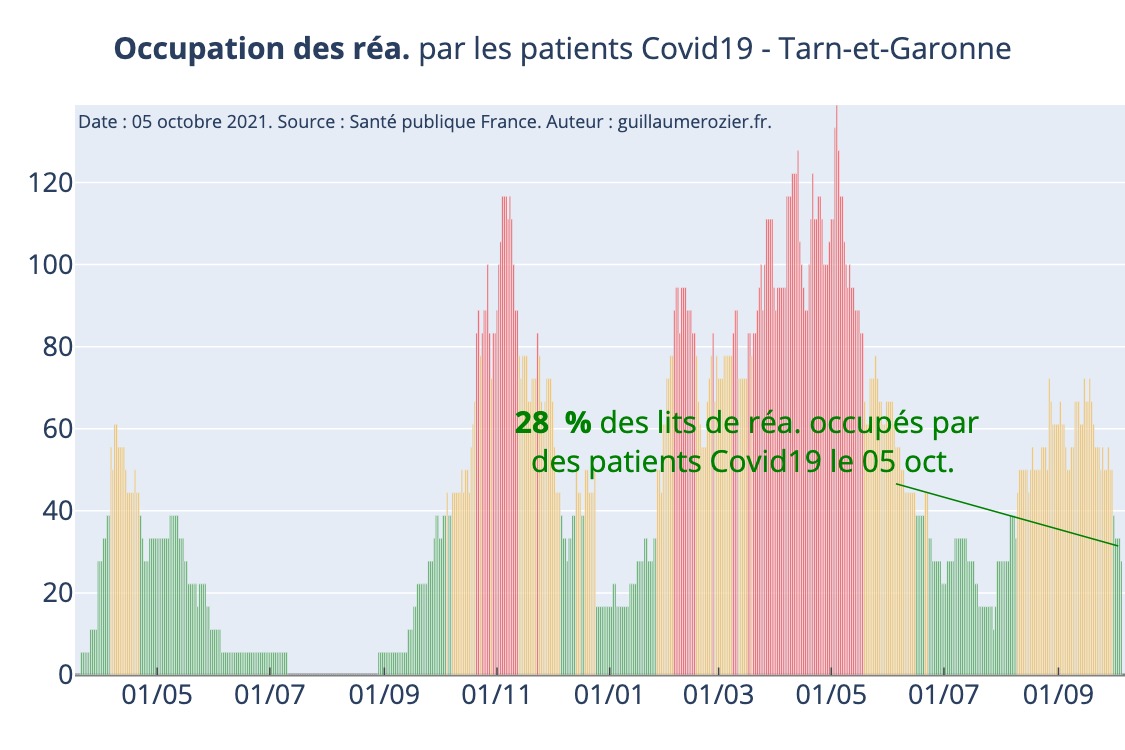 Occupation des réa. par les patients Covid19 - Tarn-et-Garonne
Date : 05 octobre 2021. Source : Santé publique France. Auteur : guillaumerozier.fr.
120
100
80
60
40
20
0
28 % des lits de réa. occupés par
des patients Covid19 le 05 oct.
01/05 01/07 01/09 01/11 01/01 01/03 01/05 01/07 01/09